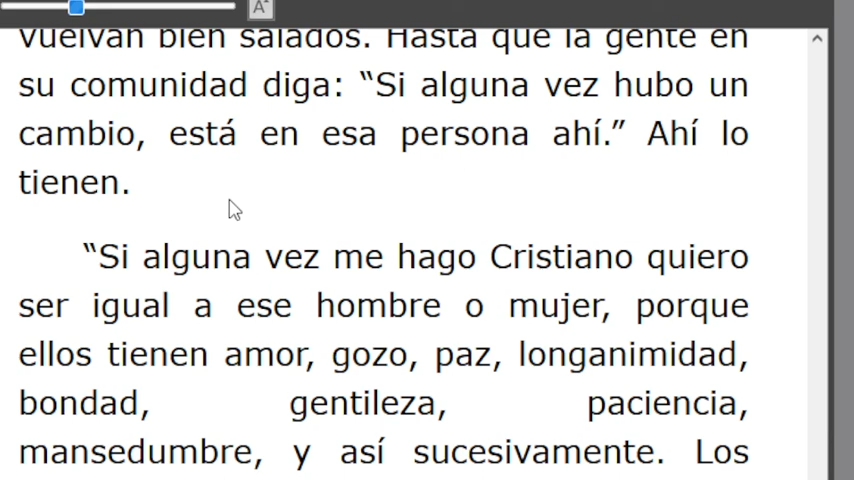 A
vuelvan bien salados. Hasta que la gente en
su comunidad diga: “Si alguna vez hubo un
cambio, está en esa persona ahí.” Ahí lo
tienen.
“Si alguna vez me hago Cristiano quiero
ser igual a ese hombre o mujer, porque
ellos tienen amor, gozo, paz, longanimidad,
bondad, gentileza, paciencia,
mansedumbre, y así sucesivamente. Los